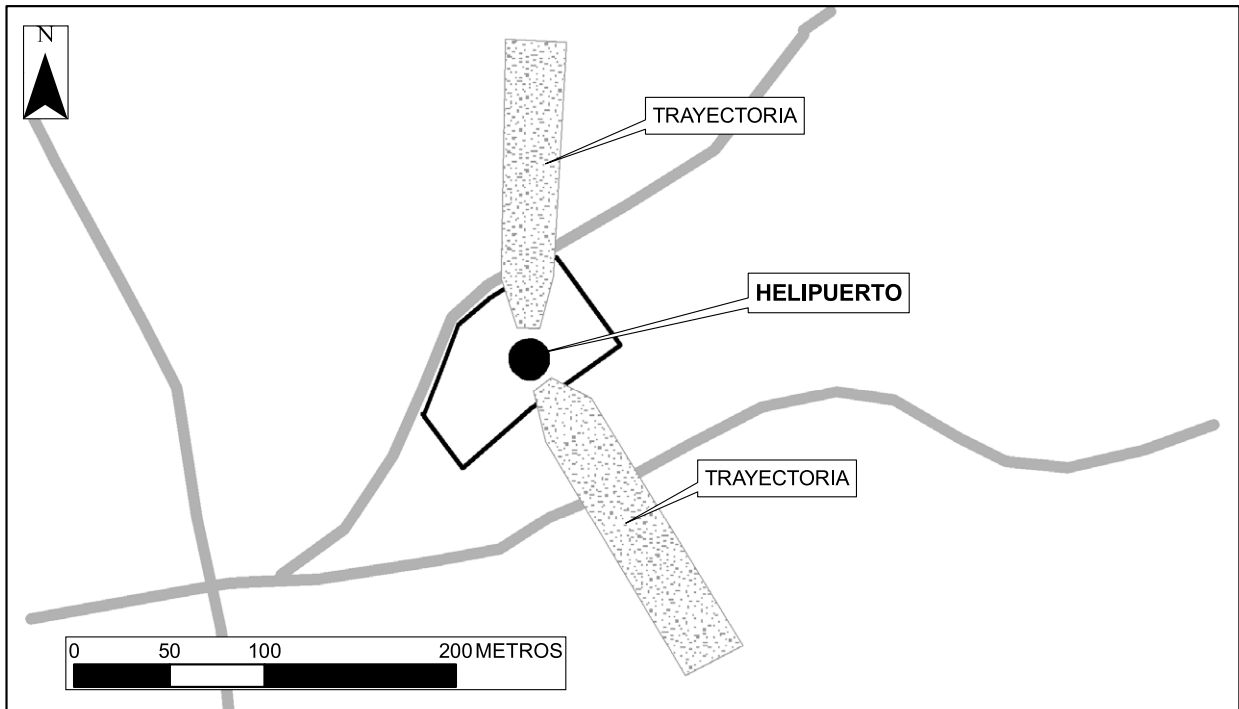 N
TRAYECTORIA
HELIPUERTO
TRAYECTORIA
0 50 100 200 METROS